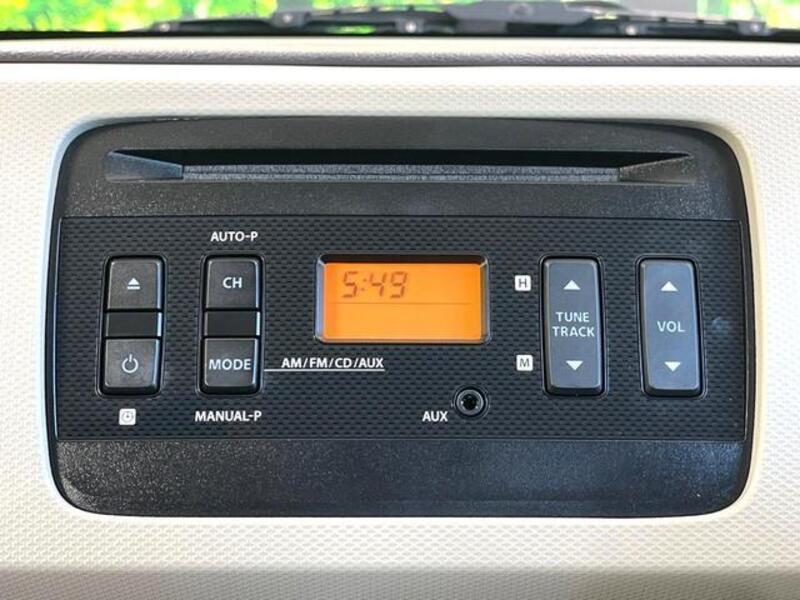 AUTO-P
CH
5:49
H
TUNE
TRACK
VOL
MODE
AM/FM/CD/AUX
M
MANUAL-P
AUX